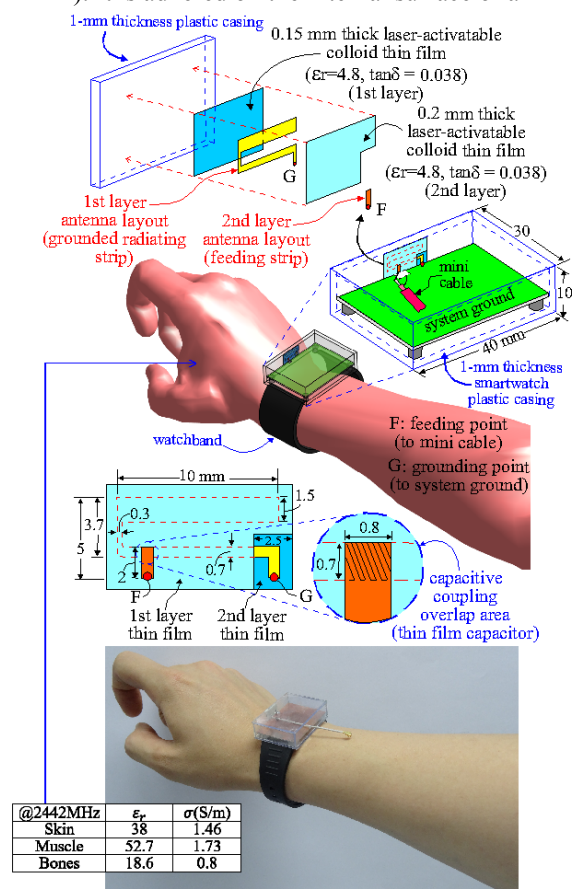 1-mm thickness plastic casing
0.15 mm thick laser-activatable
colloid thin film
(εr=4.8, tanδ = 0.038)
(1st layer)
0.2 mm thick
laser-activatable
colloid thin film
(εr=4.8, tanδ = 0.038)
(2nd layer)
G
F
1st layer
antenna layout
(grounded radiating
strip)
2nd layer
antenna layout
(feeding strip)
30
10
40 mm
mini
cable
system ground
1-mm thickness
smartwatch
plastic casing
watchband
F: feeding point
(to mini cable)
G: grounding point
(to system ground)
10 mm
1.5
0.3
3.7
5
2
2.5
0.7
F
G
1st layer
thin film
2nd layer
thin film
0.8
0.7
capacitive
coupling
overlap area
(thin film capacitor)
@2442MHz εr σ(S/m)
Skin 38 1.46
Muscle 52.7 1.73
Bones 18.6 0.8